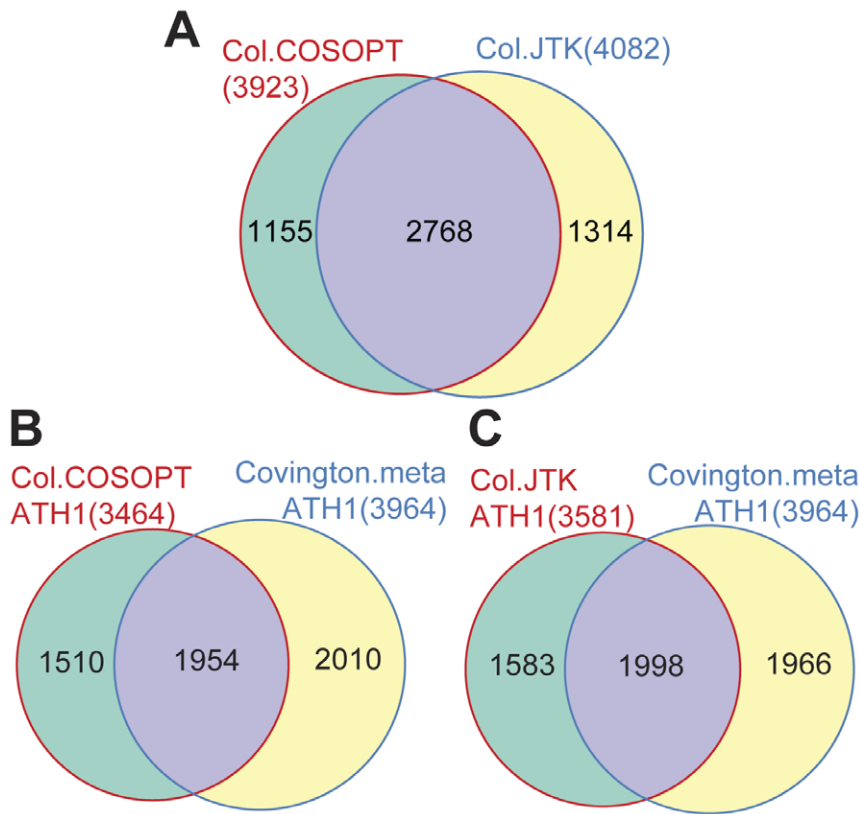 A
Col.COSOPT
(3923)
Col.JTK(4082)
1155
2768
1314
B
Col.COSOPT
ATH1(3464)
Covington.meta
ATH1(3964)
1510
1954
2010
C
Col.JTK
ATH1(3581)
Covington.meta
ATH1(3964)
1583
1998
1966